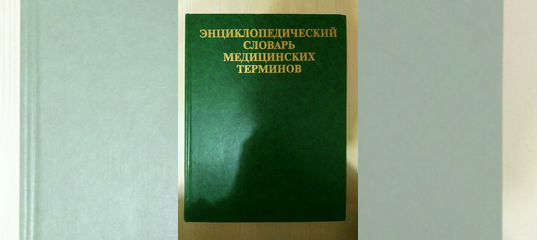 ЭНЦИКЛОПЕДИЧЕСКИЙ
СЛОВАРЬ
МЕДИЦИНСКИХ
ТЕРМИНОВ